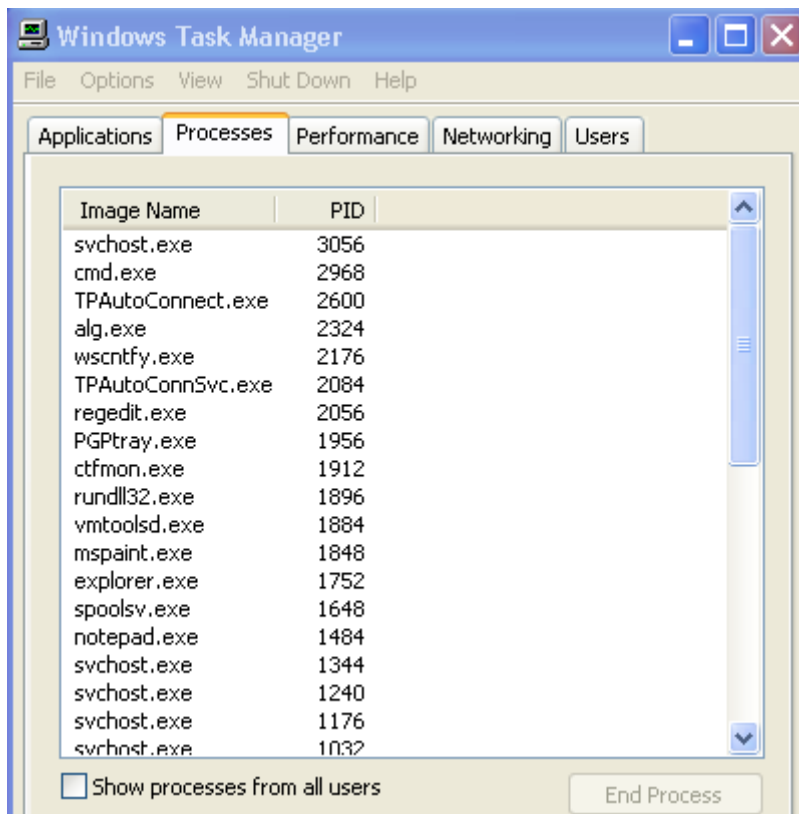 Windows Task Manager
File Options View Shut Down Help
Applications Processes Performance Networking Users
Image Name PID
svchost.exe 3056
cmd.exe 2968
TPAutoConnect.exe 2600
alg.exe 2324
wscntfy.exe 2176
TPAutoConnSvc.exe 2084
regedit.exe 2056
PGPtray.exe 1956
ctfmon.exe 1912
rundll32.exe 1896
vmtoolsd.exe 1884
mspaint.exe 1848
explorer.exe 1752
spoolsv.exe 1648
notepad.exe 1484
svchost.exe 1344
svchost.exe 1240
svchost.exe 1176
svchost.exe 1032
Show processes from all users
End Process